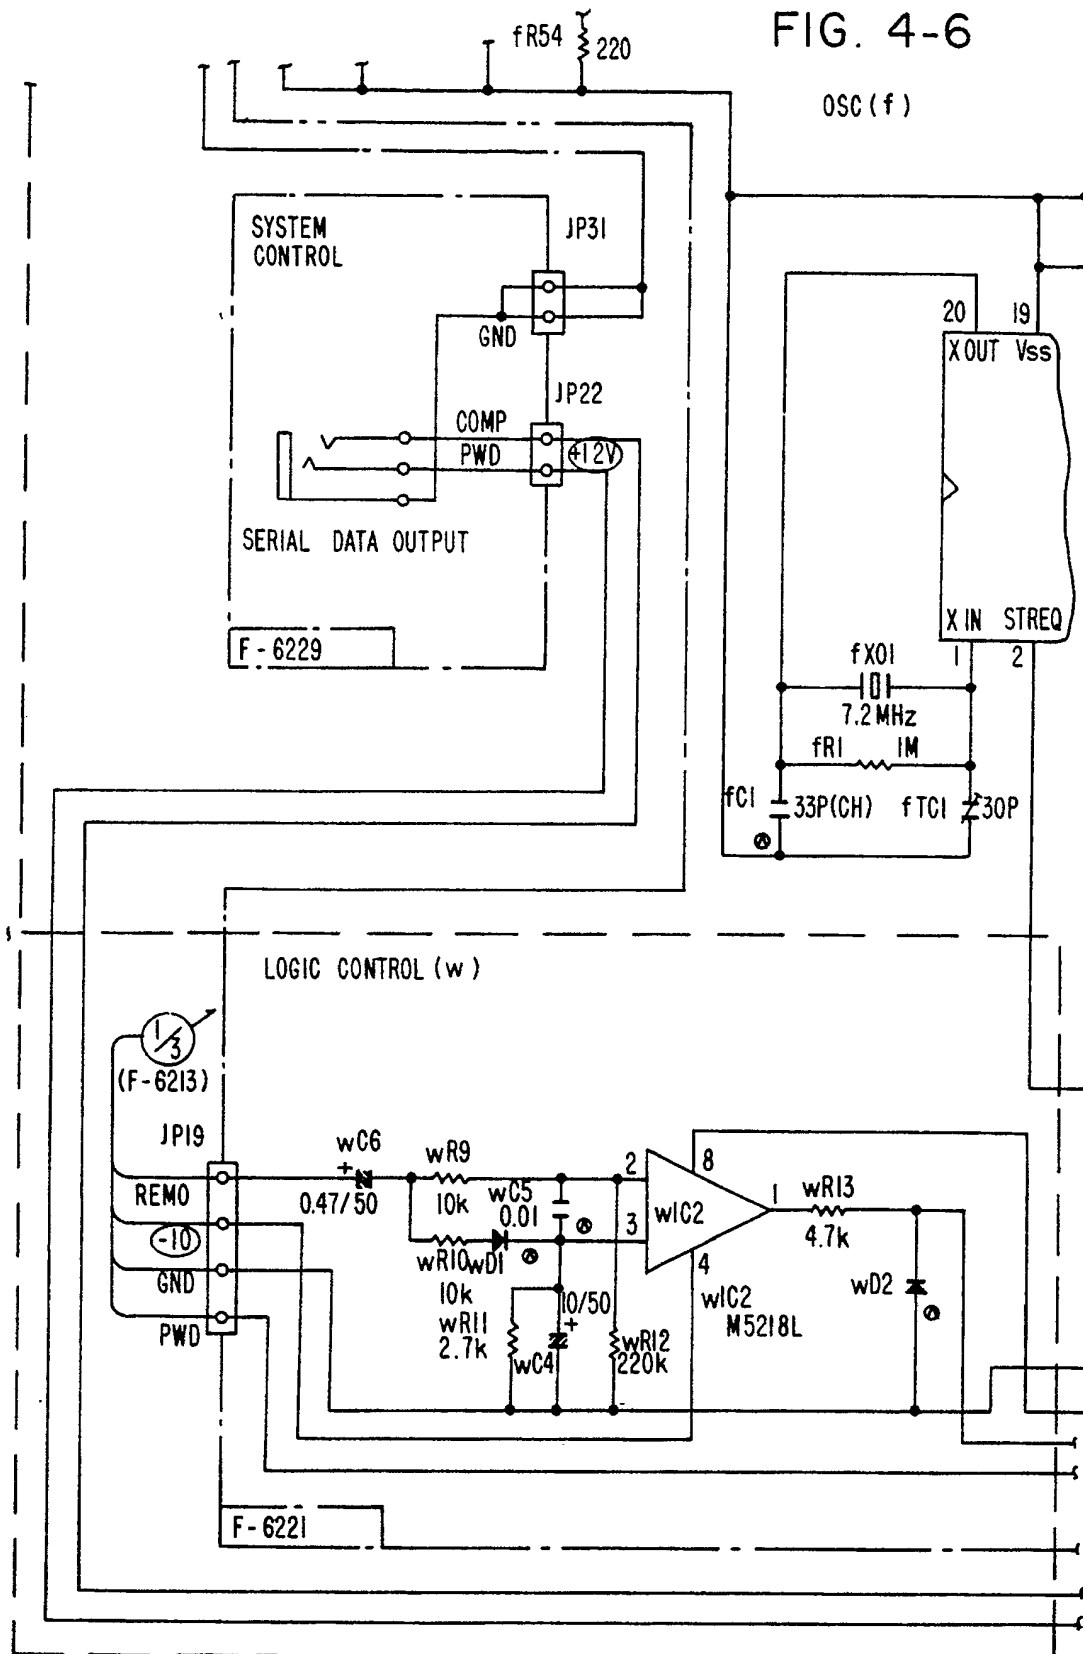 FIG. 4-6
fR54
220
OSC (f)
SYSTEM
CONTROL
JP31
GND
20
19
X OUT
Vss
JP22
COMP
PWD
+12V
SERIAL DATA OUTPUT
F-6229
X IN
STREQ
1
2
fX01
7.2MHz
fR1
1M
fC1
33P(CH)
fTC1
30P
LOGIC CONTROL (w)
1/3
(F-6213)
JP19
REMO
-10
GND
PWD
wC6
+
0.47/50
wR9
10k
wC5
0.01
wR10
10k
wD1
wR11
2.7k
wC4
10/50
+
wR12
220k
2
3
8
4
1
wIC2
wIC2
M5218L
wR13
4.7k
wD2
F-6221